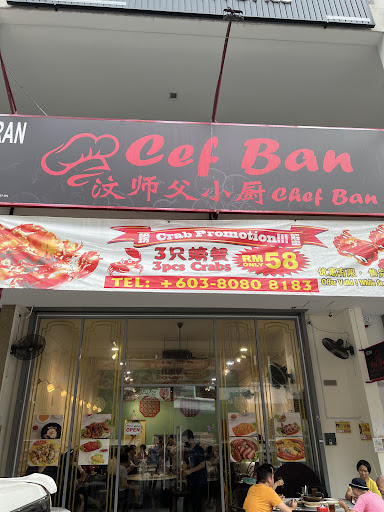 RAN
Cef Ban
汶师父小厨 Chef Ban
Crab Promotion!!!
3只螃蟹
3pcs Crabs
RM 58
ONLY
TEL: +603-8080 8183
OPEN